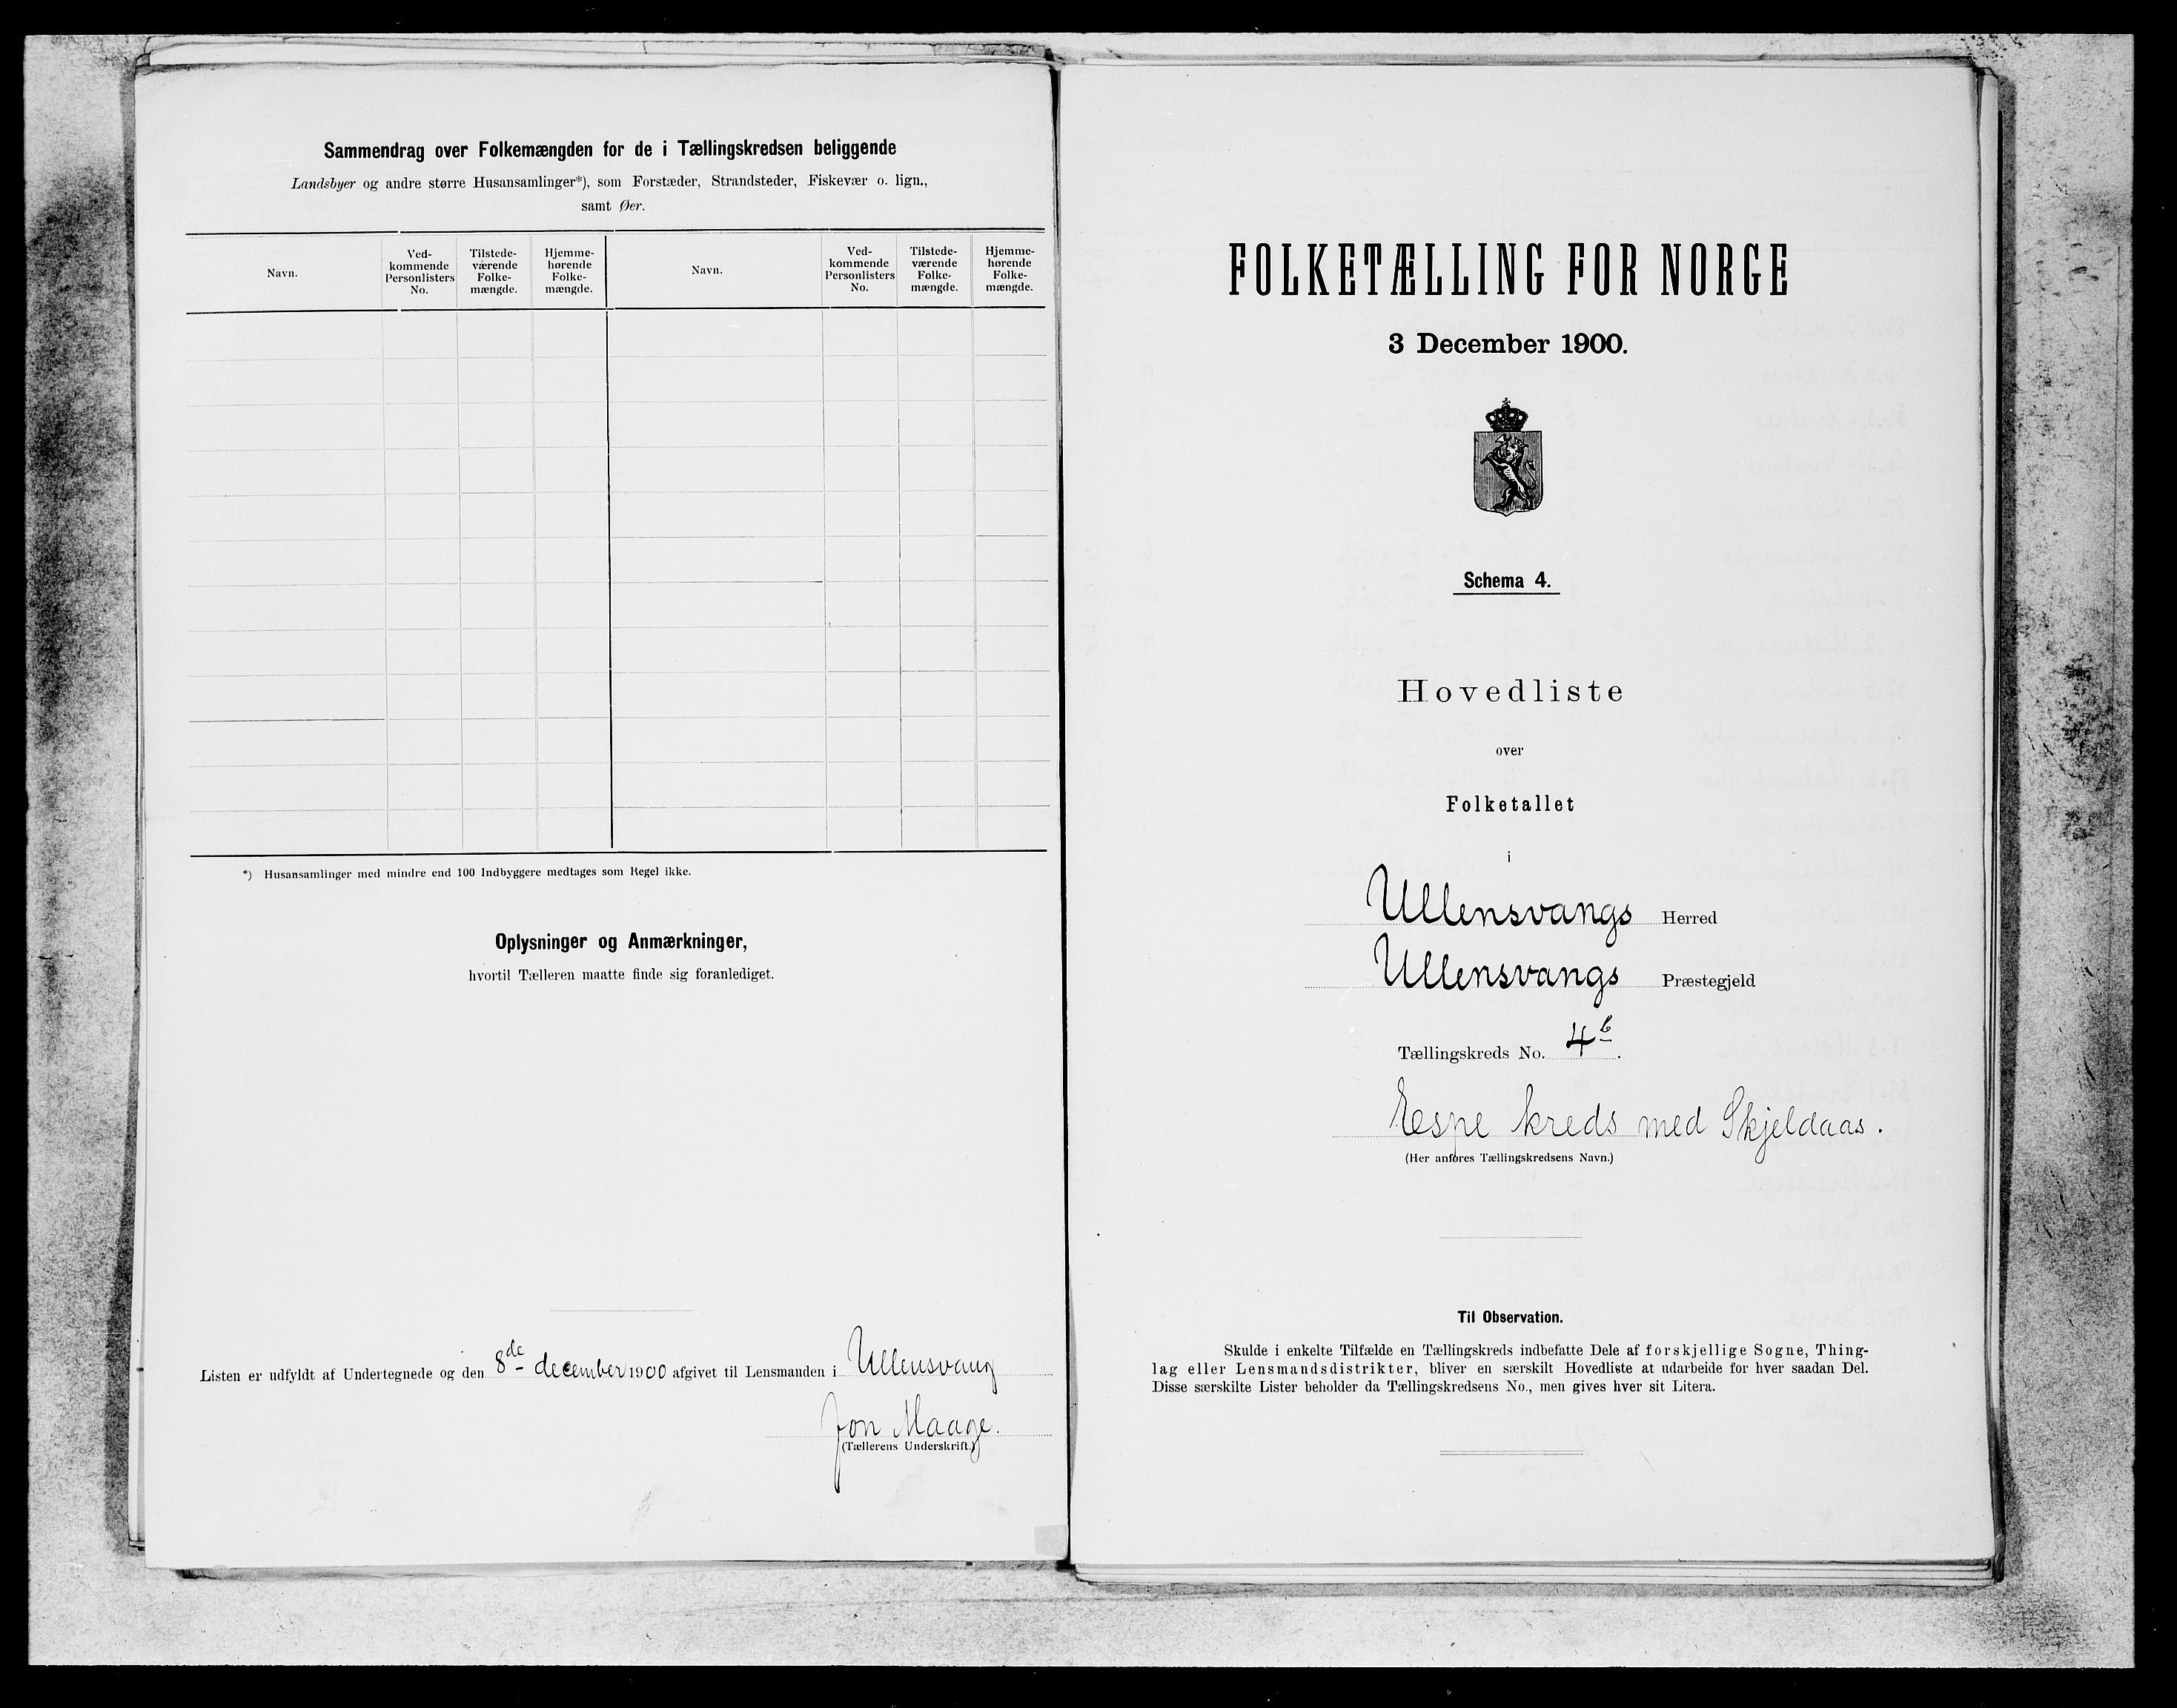 Sammendrag over Folkemængden for de i Tællingskredsen beliggende
Landsbyer og andre større Husansamlinger*), som Forstæder, Strandsteder, Fiskevær o. lign.,
samt Øer.
Navn.
Ved-
kommende
Personlisters
No.
Tilstede-
værende
Folke-
mængde.
Hjemme-
hørende
Folke-
mængde.
Navn.
Ved-
kommende
Personlisters
No.
Tilstede-
værende
Folke-
mængde.
Hjemme-
hørende
Folke-
mængde.
*) Husansamlinger med mindre end 100 Indbyggere medtages som Regel ikke.
Oplysninger og Anmærkninger,
hvortil Tælleren maatte finde sig foranlediget.
Listen er udfyldt af Undertegnede og den 8de december 1900 afgivet til Lensmanden i Ullensvang
Jon Maage.
(Tællerens Underskrift.)
FOLKETÆLLING FOR NORGE
3 December 1900.
Schema 4.
Hovedliste
over
Folketallet
i
Ullensvangs Herred
Ullensvangs Præstegjeld
Tællingskreds No. 4b.
Espe kreds med Skjeldaas.
(Her anføres Tællingskredsens Navn.)
Til Observation.
Skulde i enkelte Tilfælde en Tællingskreds indbefatte Dele af forskjellige Sogne, Thing-
lag eller Lensmandsdistrikter, bliver en særskilt Hovedliste at udarbeide for hver saadan Del.
Disse særskilte Lister beholder da Tællingskredsens No., men gives hver sit Litera.